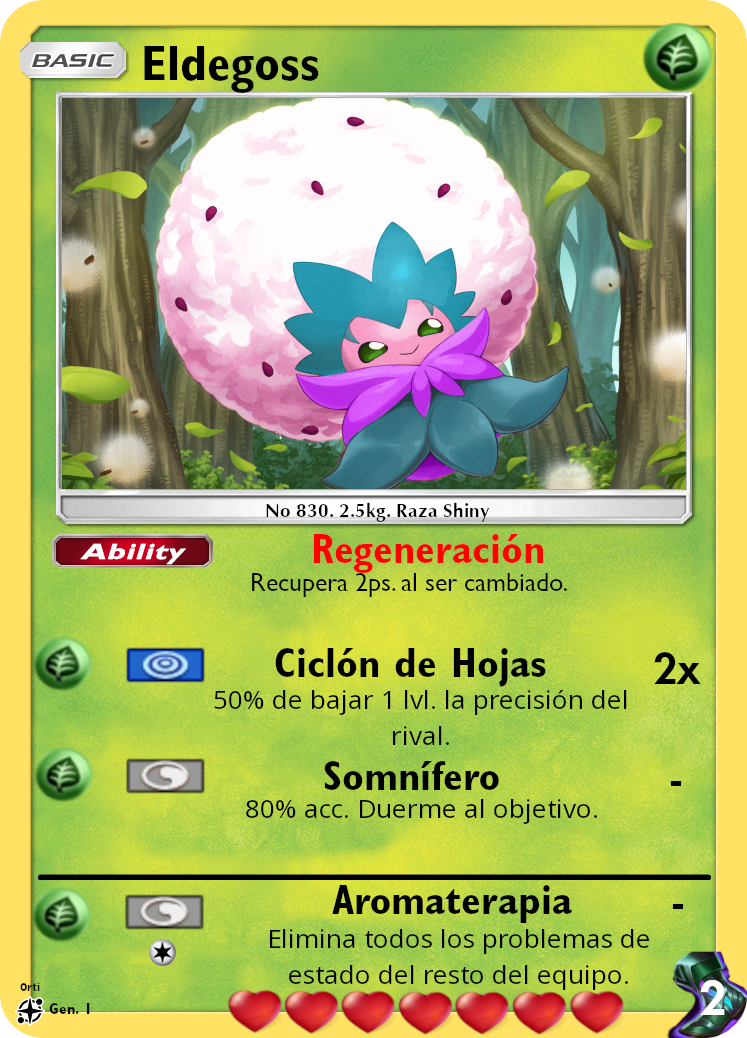 BASIC Eldegoss
No 830. 2.5kg. Raza Shiny
Ability Regeneración
Recupera 2ps. al ser cambiado.
Ciclón de Hojas 2x
50% de bajar 1 lvl. la precisión del
rival.
Somnífero -
80% acc. Duerme al objetivo.
Aromaterapia -
Elimina todos los problemas de
estado del resto del equipo.
Orti
Gen. 1
2